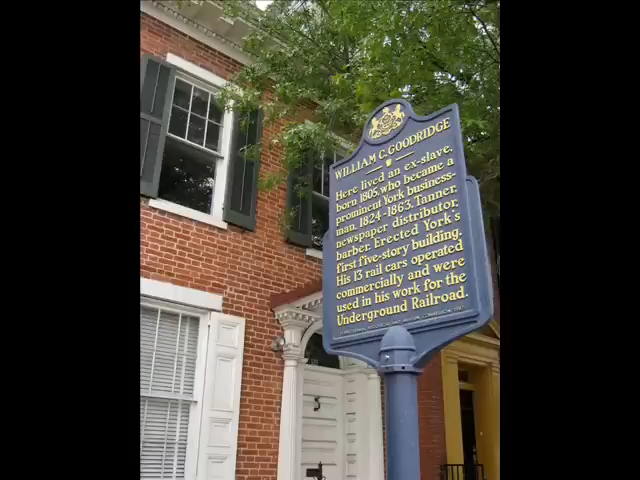 WILLIAM C. GOODRIDGE
Here lived an ex-slave,
born 1805, who became a
prominent York business-
man, 1824-1863. Tanner,
newspaper distributor,
barber. Erected York's
first five-story building.
His 13 rail cars operated
commercially and were
used in his work for the
Underground Railroad.